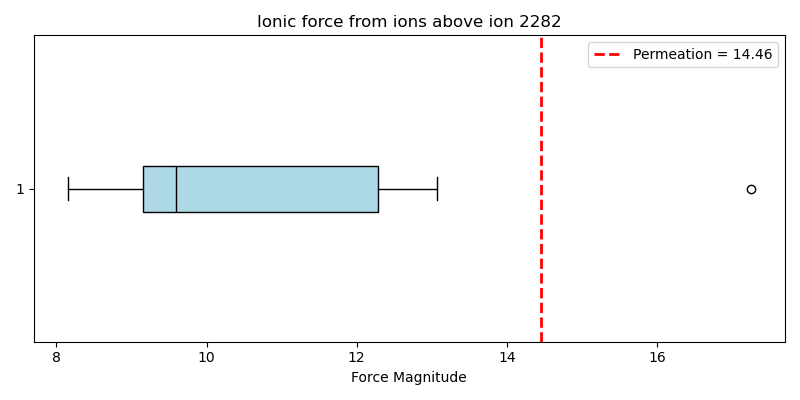 Ionic force from ions above ion 2282
Permeation = 14.46
1
8 10 12 14 16
Force Magnitude